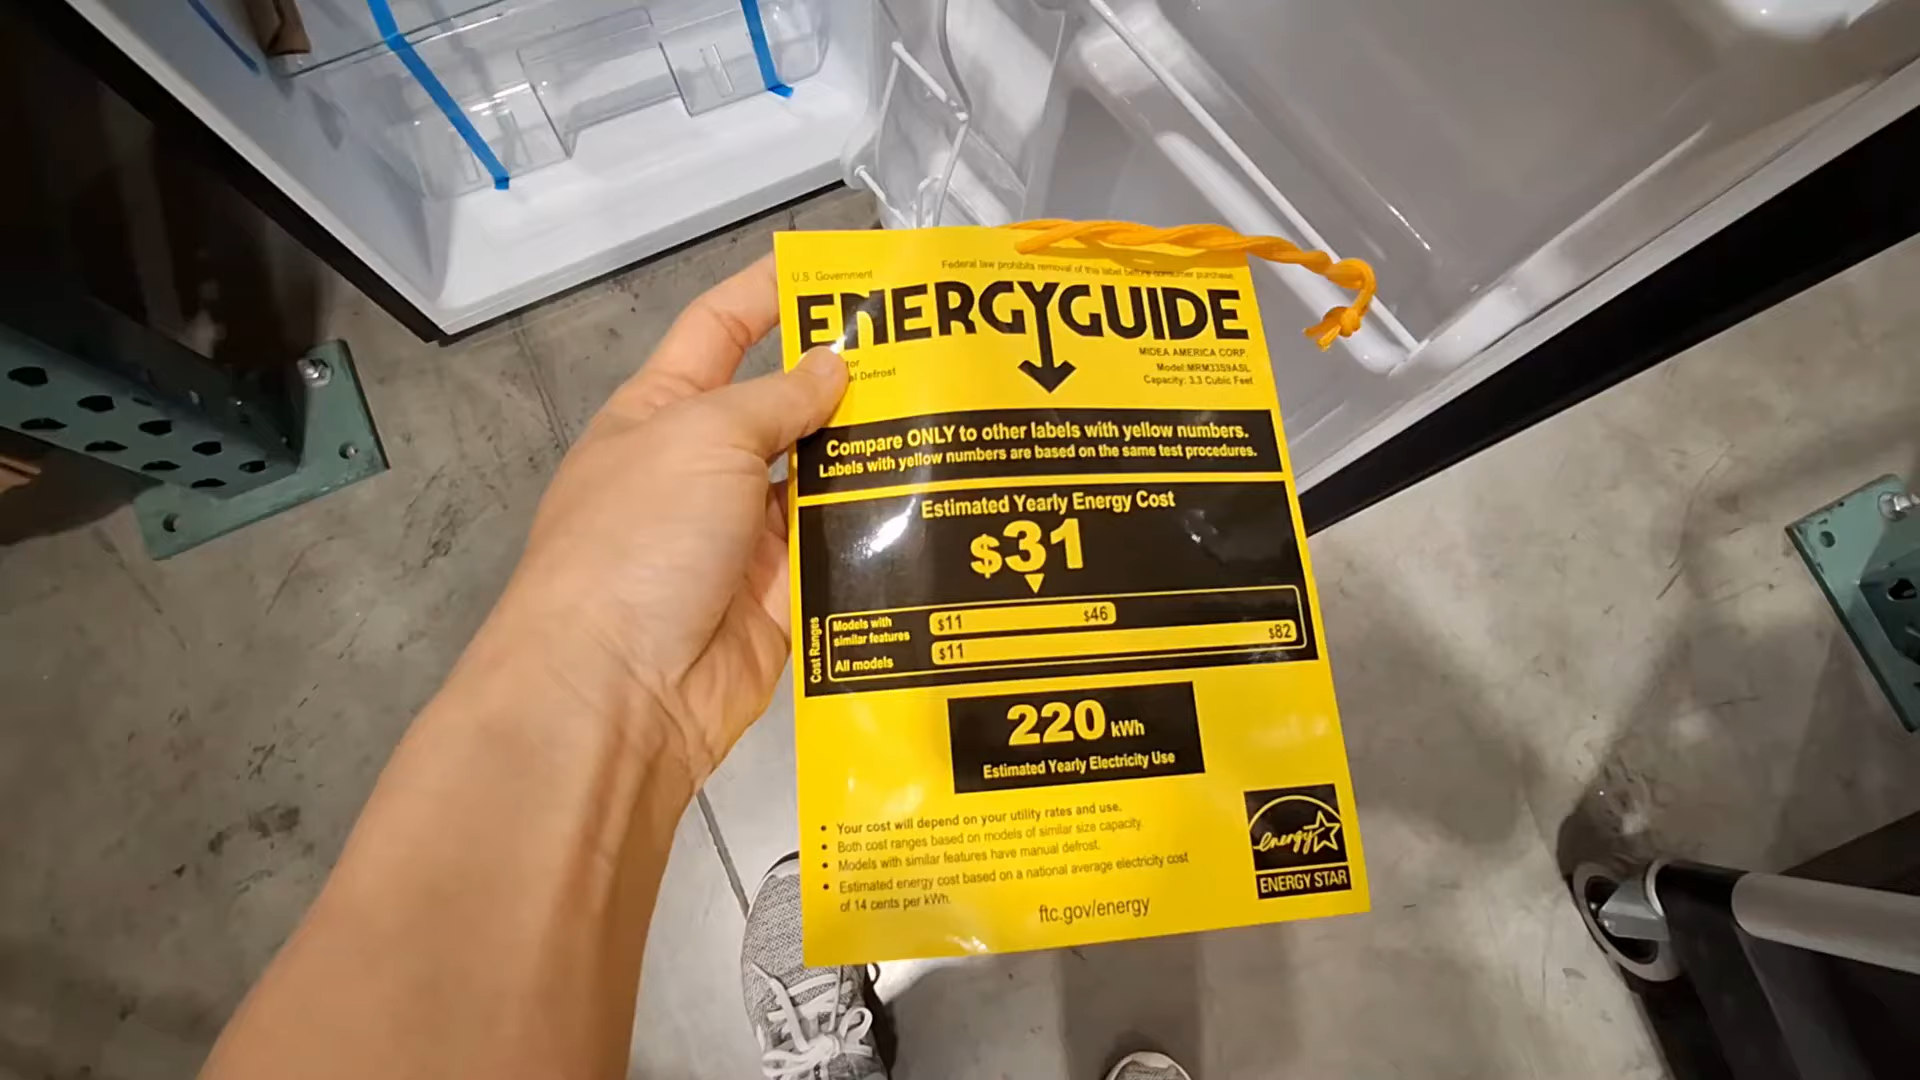 U.S. Government
Federal law prohibits removal of this label before consumer purchase.
ENERGYGUIDE
Defrost
MIDEA AMERICA CORP.
Model:MRM33S9ASL
Capacity: 3.3 Cubic Feet
Compare ONLY to other labels with yellow numbers.
Labels with yellow numbers are based on the same test procedures.
Estimated Yearly Energy Cost
$31
Cost Ranges
Models with
similar features
$11 $46
All models
$11 $82
220 kWh
Estimated Yearly Electricity Use
• Your cost will depend on your utility rates and use.
• Both cost ranges based on models of similar size capacity.
• Models with similar features have manual defrost.
• Estimated energy cost based on a national average electricity cost
of 14 cents per kWh.
ftc.gov/energy
energy
ENERGY STAR